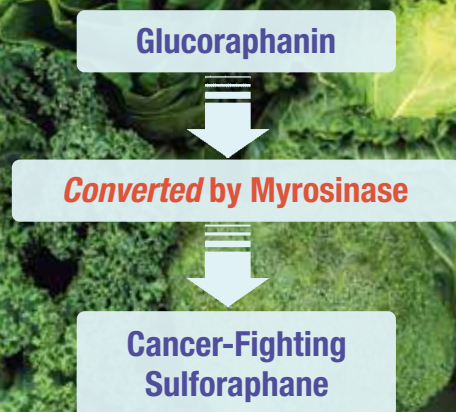 Glucoraphanin
Converted by Myrosinase
Cancer-Fighting
Sulforaphane